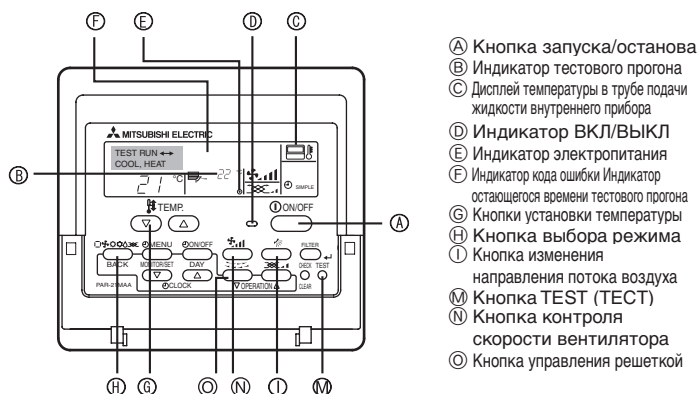 Ⓕ Ⓔ Ⓓ Ⓒ
MITSUBISHI ELECTRIC
TEST RUN
COOL, HEAT
21 °C
22
SIMPLE
Ⓑ
TEMP.
ON/OFF
Ⓐ
MENU
ON/OFF
FILTER
BACK
MONITOR/SET
DAY
CHECK TEST
PAR-21MAA
CLOCK
OPERATION
CLEAR
Ⓗ Ⓖ Ⓞ Ⓝ Ⓘ Ⓜ
Ⓐ Кнопка запуска/останова
Ⓑ Индикатор тестового прогона
Ⓒ Дисплей температуры в трубе подачи
жидкости внутреннего прибора
Ⓓ Индикатор ВКЛ/ВЫКЛ
Ⓔ Индикатор электропитания
Ⓕ Индикатор кода ошибки Индикатор
остающегося времени тестового прогона
Ⓖ Кнопки установки температуры
Ⓗ Кнопка выбора режима
Ⓘ Кнопка изменения
направления потока воздуха
Ⓜ Кнопка TEST (ТЕСТ)
Ⓝ Кнопка контроля
скорости вентилятора
Ⓞ Кнопка управления решеткой